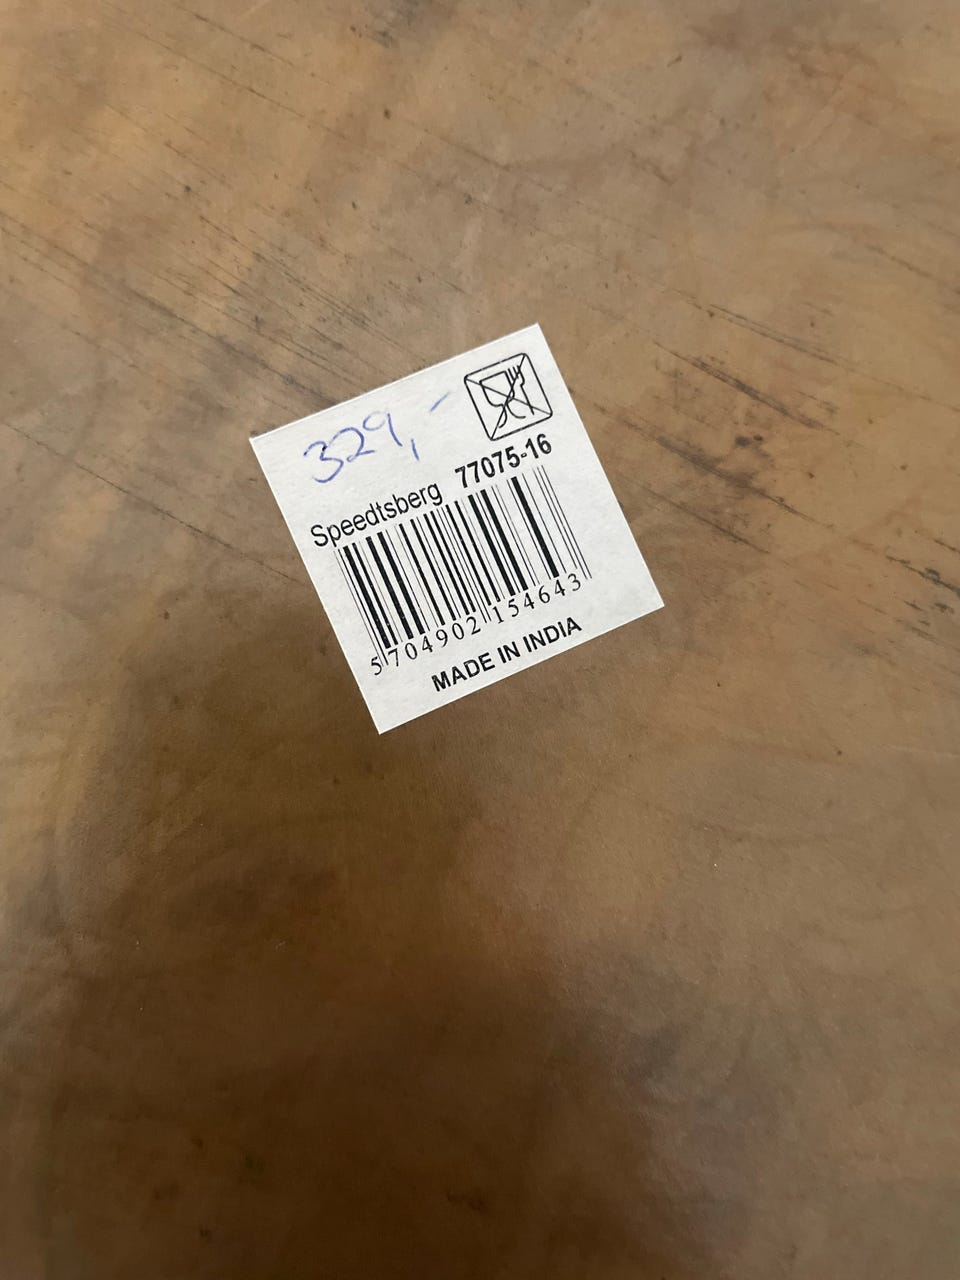 329,-
Speedtsberg 77075-16
5 704902 154643
MADE IN INDIA